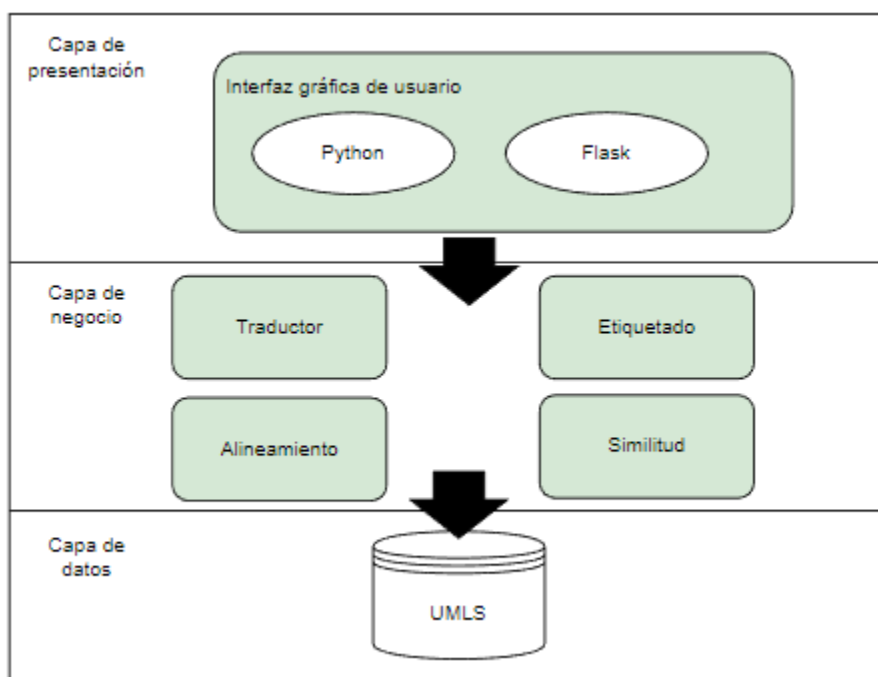 Capa de
presentación
Interfaz gráfica de usuario
Python
Flask
Capa de
negocio
Traductor
Etiquetado
Alineamiento
Similitud
Capa de
datos
UMLS